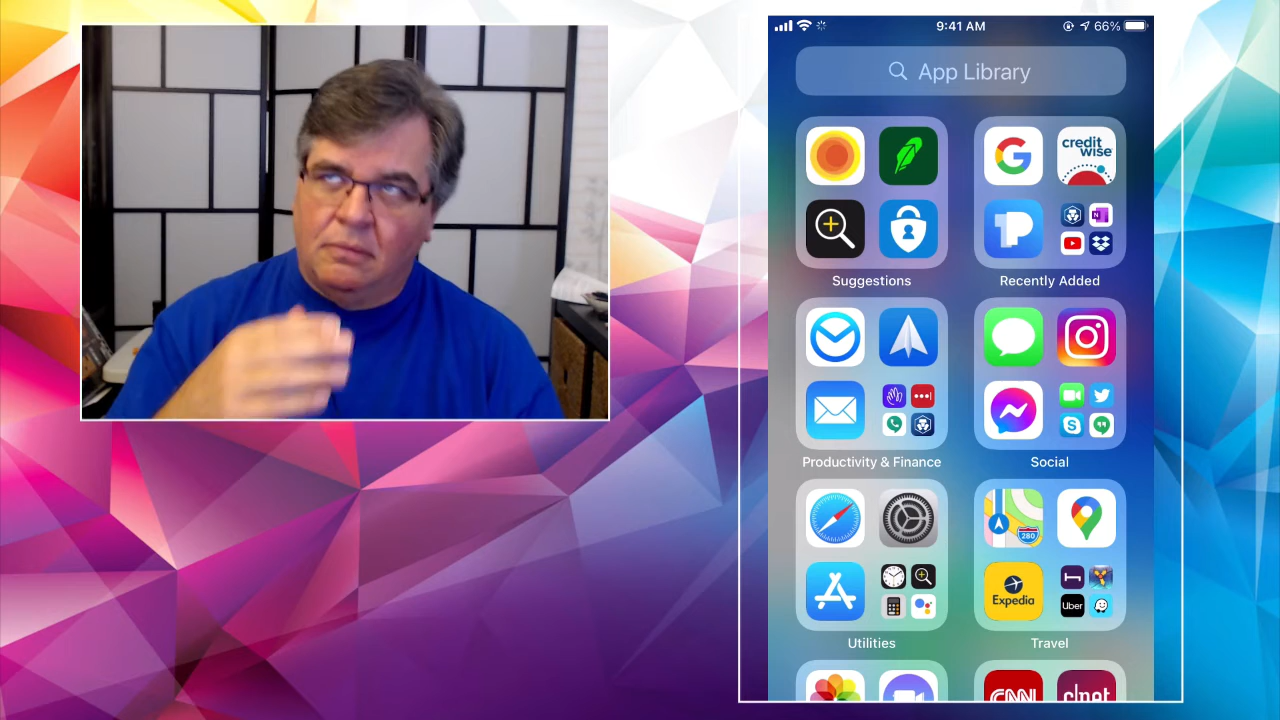 9:41 AM
66%
App Library
credit
wise
Suggestions
Recently Added
Productivity & Finance
Social
280
Expedia
Uber
Utilities
Travel
CNN
cnet